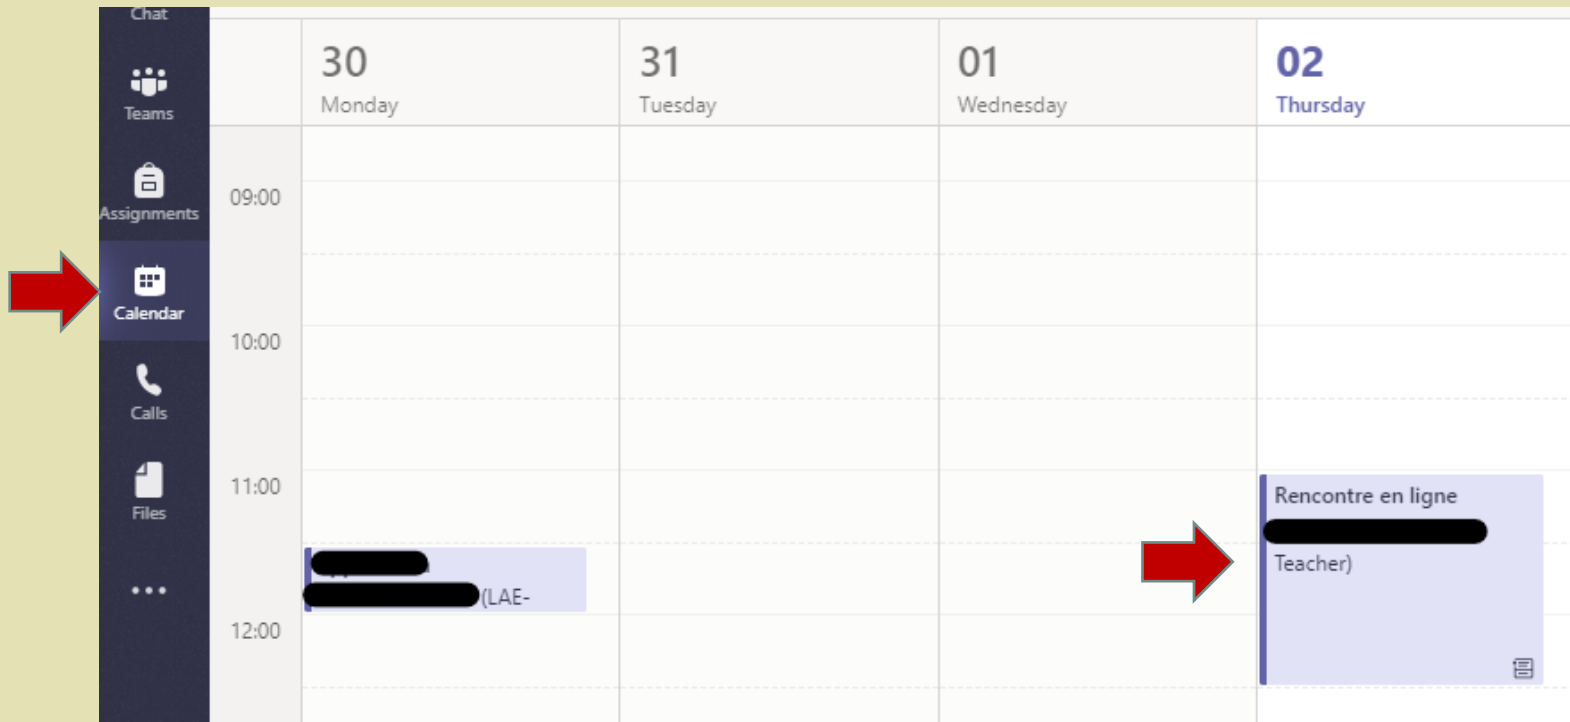 Chat
Teams
Assignments
Calendar
Calls
Files
30
Monday
31
Tuesday
01
Wednesday
02
Thursday
09:00
10:00
11:00
12:00
(LAE-
Rencontre en ligne
Teacher)